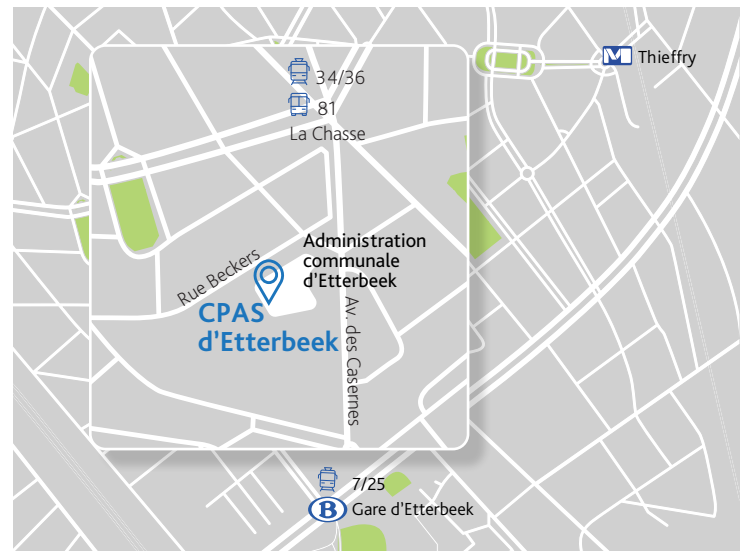 34/36
81
La Chasse
M Thieffry
Administration
communale
d'Etterbeek
Rue Beckers
CPAS
d'Etterbeek
Av. des Casernes
7/25
B Gare d'Etterbeek